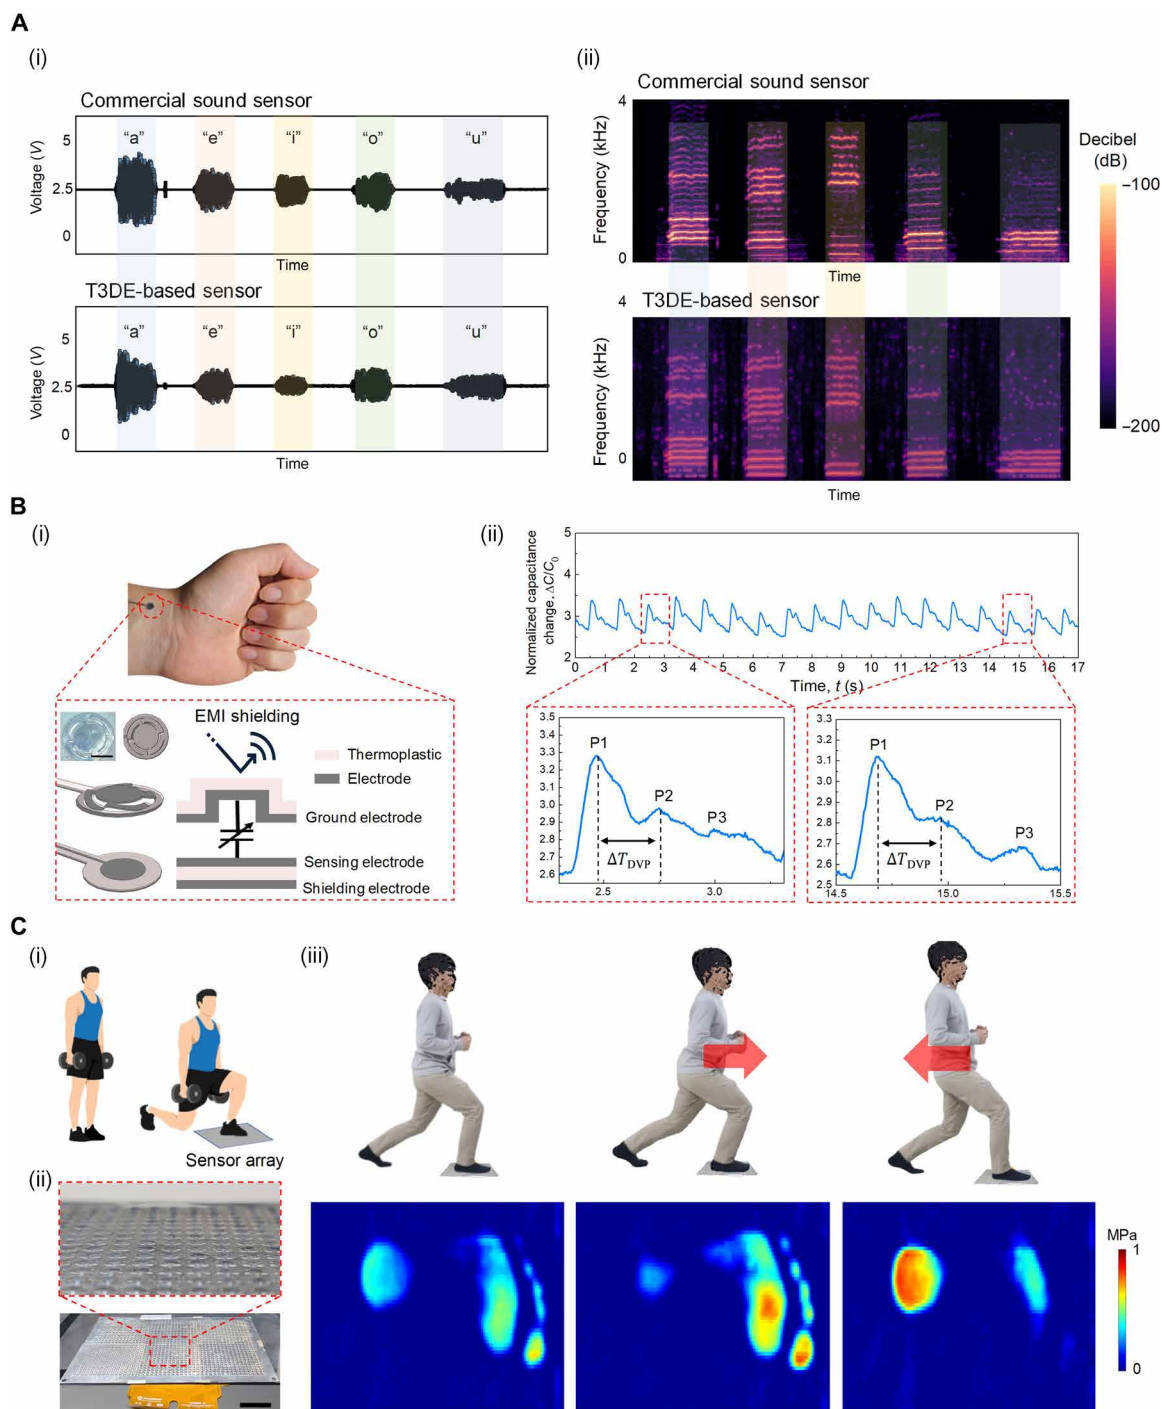 A
(i)
Commercial sound sensor
Voltage (V)
5
2.5
0
"a" "e" "i" "o" "u"
Time
T3DE-based sensor
Voltage (V)
5
2.5
0
"a" "e" "i" "o" "u"
Time
(ii)
Commercial sound sensor
Frequency (kHz)
4
0
Time
T3DE-based sensor
Frequency (kHz)
4
0
Time
Decibel
(dB)
−100
−200
B
(i)
EMI shielding
Thermoplastic
Electrode
Ground electrode
Sensing electrode
Shielding electrode
(ii)
Normalized capacitance
change, ΔC/C0
5
4
3
2
0 1 2 3 4 5 6 7 8 9 10 11 12 13 14 15 16 17
Time, t (s)
3.5
3.4
3.3
3.2
3.1
3.0
2.9
2.8
2.7
2.6
P1
P2
P3
ΔTDVP
2.5 3.0
3.3
3.2
3.1
3.0
2.9
2.8
2.7
2.6
2.5
P1
P2
P3
ΔTDVP
14.5 15.0 15.5
C
(i)
Sensor array
(ii)
(iii)
MPa
1
0